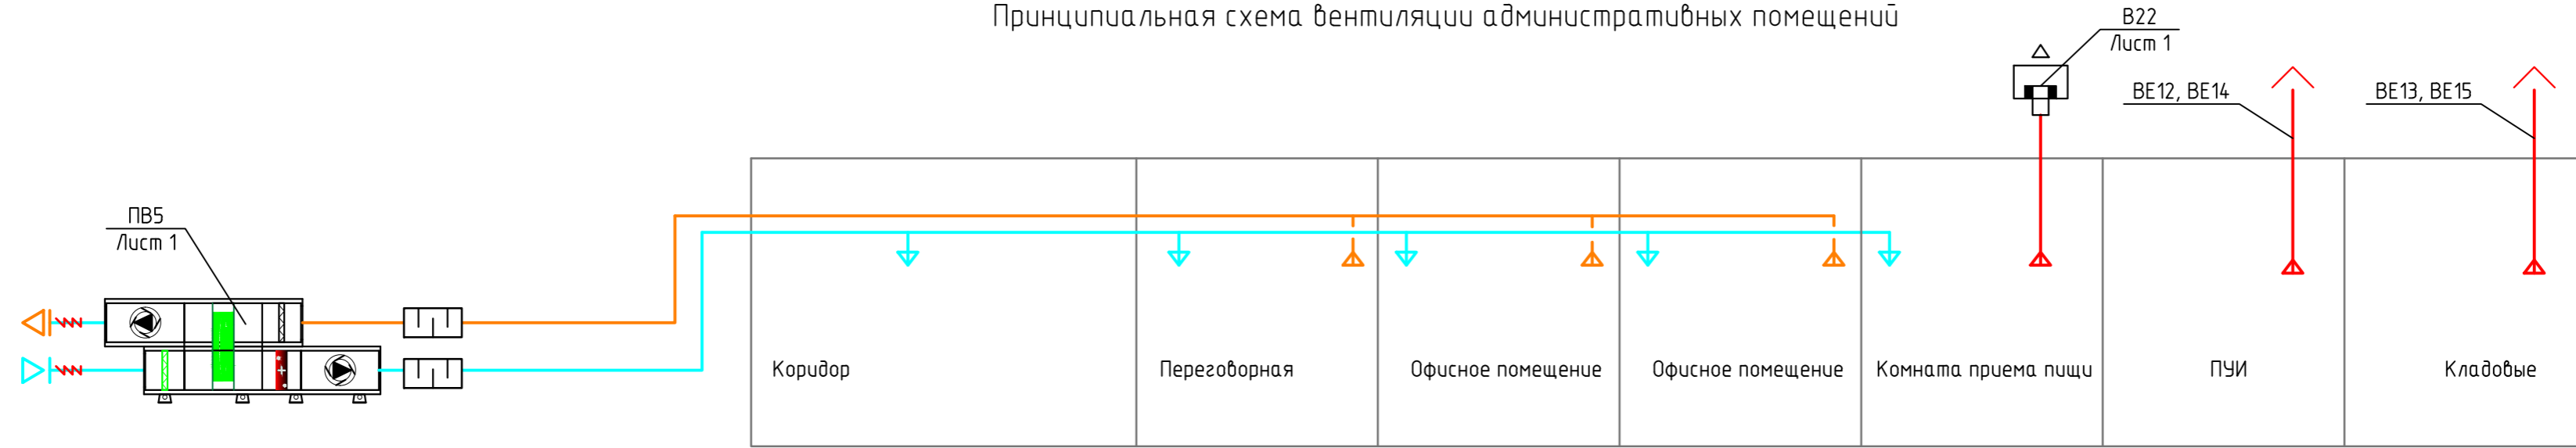 Принципиальная схема вентиляции административных помещений
В22
Лист 1
ВЕ12, ВЕ14
ВЕ13, ВЕ15
ПВ5
Лист 1
Коридор
Переговорная
Офисное помещение
Офисное помещение
Комната приема пищи
ПУИ
Кладовые